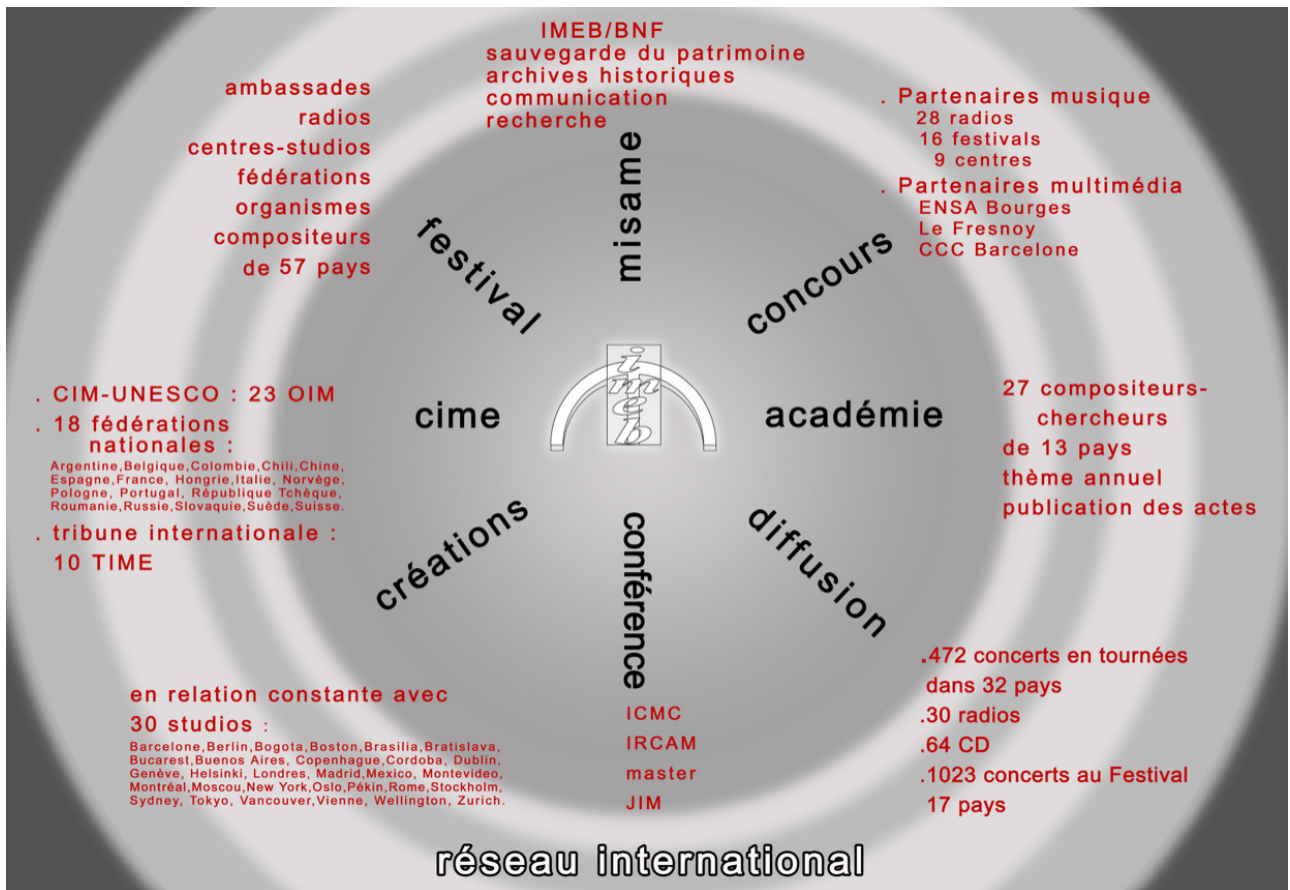 IMEB/BNF
sauvegarde du patrimoine
archives historiques
communication
recherche
misame
ambassades
radios
centres-studios
fédérations
organismes
compositeurs
de 57 pays
festival
. Partenaires musique
28 radios
16 festivals
9 centres
. Partenaires multimédia
ENSA Bourges
Le Fresnoy
CCC Barcelone
concours
imeb
. CIM-UNESCO : 23 OIM
. 18 fédérations
nationales :
Argentine,Belgique,Colombie,Chili,Chine,
Espagne,France, Hongrie,Italie, Norvège,
Pologne, Portugal, République Tchèque,
Roumanie,Russie,Slovaquie,Suède,Suisse.
. tribune internationale :
10 TIME
cime
académie
27 compositeurs-
chercheurs
de 13 pays
thème annuel
publication des actes
créations
en relation constante avec
30 studios :
Barcelone,Berlin,Bogota,Boston,Brasilia,Bratislava,
Bucarest,Buenos Aires, Copenhague,Cordoba, Dublin,
Genève, Helsinki, Londres, Madrid,Mexico, Montevideo,
Montréal,Moscou,New York,Oslo,Pékin,Rome,Stockholm,
Sydney, Tokyo, Vancouver,Vienne, Wellington, Zurich.
conférence
ICMC
IRCAM
master
JIM
diffusion
.472 concerts en tournées
dans 32 pays
.30 radios
.64 CD
.1023 concerts au Festival
17 pays
réseau international